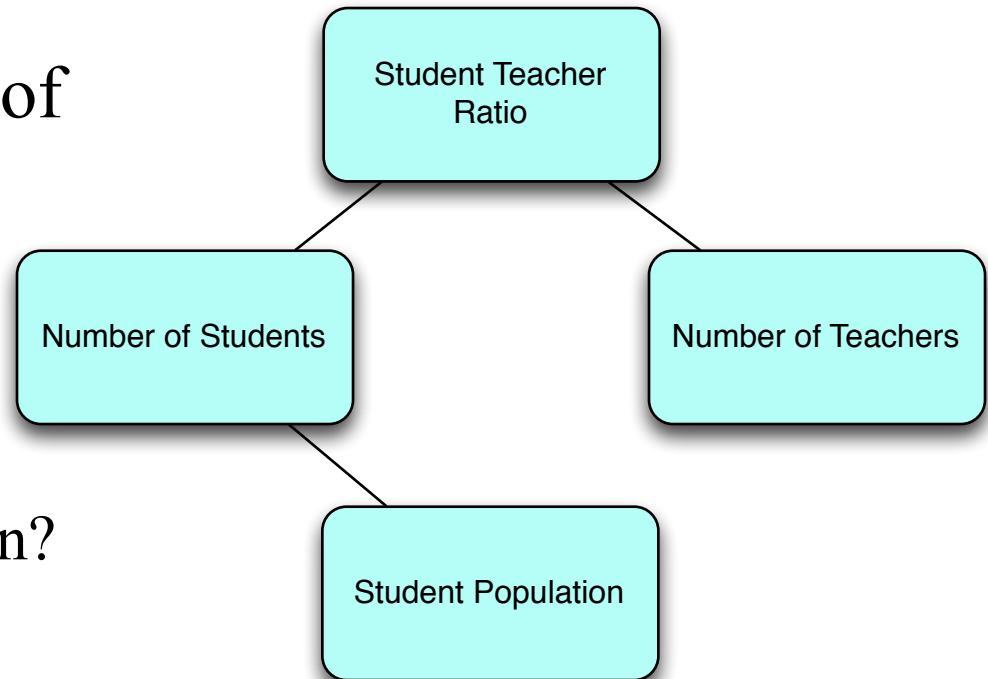 of
Student Teacher
Ratio
Number of Students
Number of Teachers
n?
Student Population